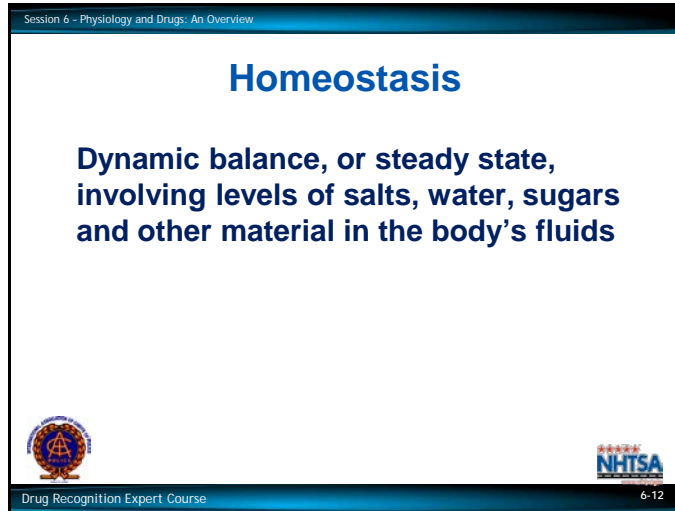 Session 6 - Physiology and Drugs: An Overview
Homeostasis
Dynamic balance, or steady state,
involving levels of salts, water, sugars
and other material in the body's fluids
NHTSA
Drug Recognition Expert Course
6-12